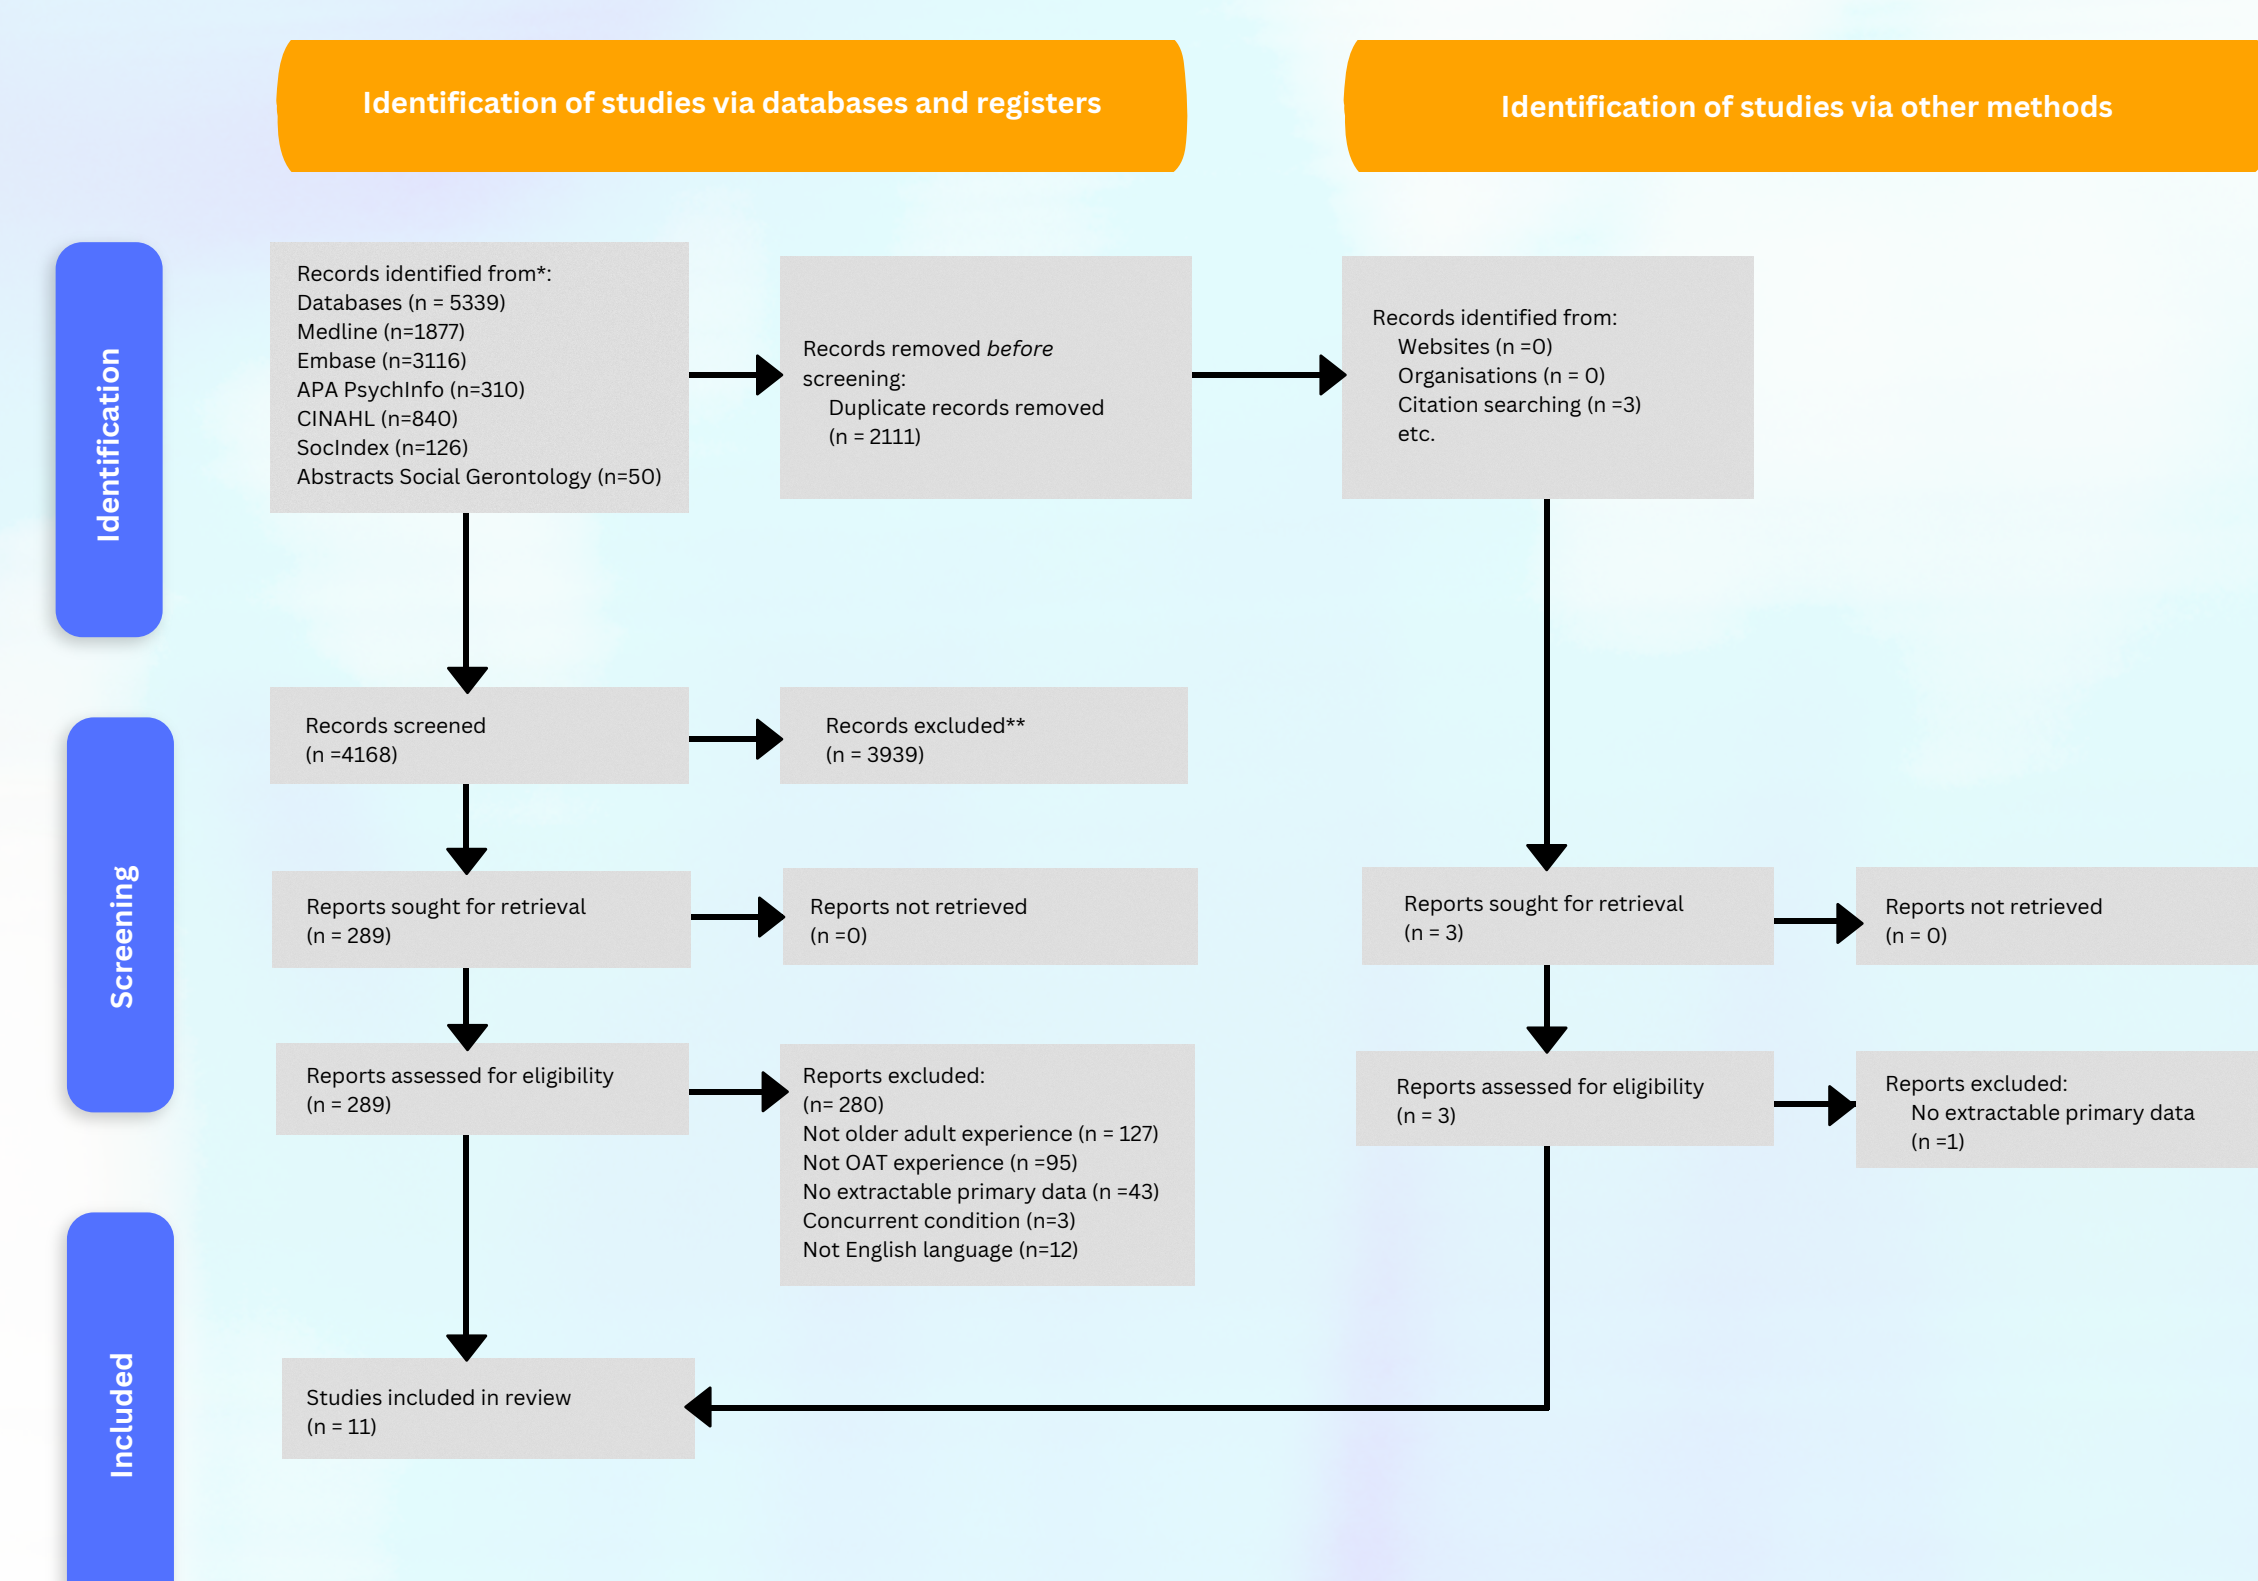 Identification of studies via databases and registers
Identification of studies via other methods
Identification
Records identified from*:
Databases (n = 5339)
Medline (n=1877)
Embase (n=3116)
APA PsychInfo (n=310)
CINAHL (n=840)
SocIndex (n=126)
Abstracts Social Gerontology (n=50)
Records removed before
screening:
Duplicate records removed
(n = 2111)
Records identified from:
Websites (n =0)
Organisations (n = 0)
Citation searching (n =3)
etc.
Screening
Records screened
(n =4168)
Records excluded**
(n = 3939)
Reports sought for retrieval
(n = 289)
Reports not retrieved
(n =0)
Reports sought for retrieval
(n = 3)
Reports not retrieved
(n = 0)
Reports assessed for eligibility
(n = 289)
Reports excluded:
(n= 280)
Not older adult experience (n = 127)
Not OAT experience (n =95)
No extractable primary data (n =43)
Concurrent condition (n=3)
Not English language (n=12)
Reports assessed for eligibility
(n = 3)
Reports excluded:
No extractable primary data
(n =1)
Included
Studies included in review
(n = 11)